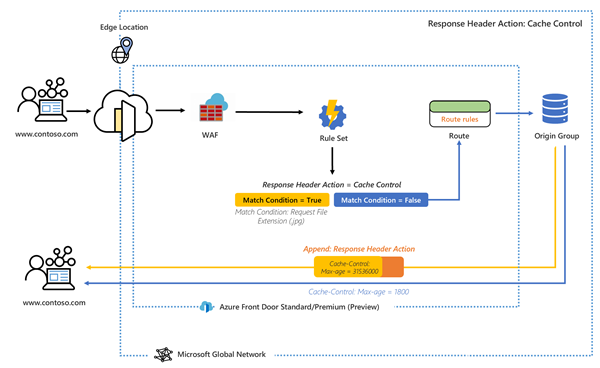 Response Header Action: Cache Control
Edge Location
www.contoso.com
WAF
Rule Set
Route rules
Route
Origin Group
Response Header Action = Cache Control
Match Condition = True
Match Condition = False
Match Condition: Request File
Extension (.jpg)
Append: Response Header Action
Cache-Control:
Max-age = 31536000
www.contoso.com
Cache-Control: Max-age = 1800
Azure Front Door Standard/Premium (Preview)
Microsoft Global Network